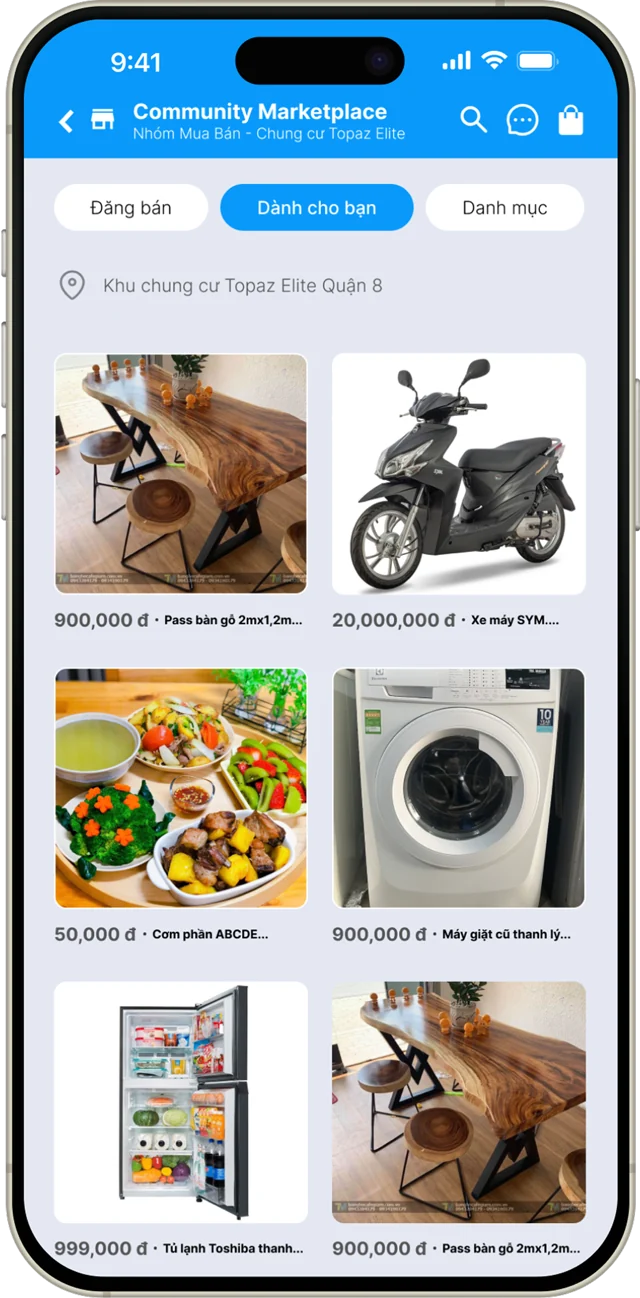 9:41
Community Marketplace
Nhóm Mua Bán - Chung cư Topaz Elite
Đăng bán
Dành cho bạn
Danh mục
Khu chung cư Topaz Elite Quận 8
900,000 đ · Pass bàn gỗ 2mx1,2m...
20,000,000 đ · Xe máy SYM....
10
50,000 đ · Cơm phần ABCDE...
900,000 đ · Máy giặt cũ thanh lý...
999,000 đ · Tủ lạnh Toshiba thanh...
900,000 đ · Pass bàn gỗ 2mx1,2m...